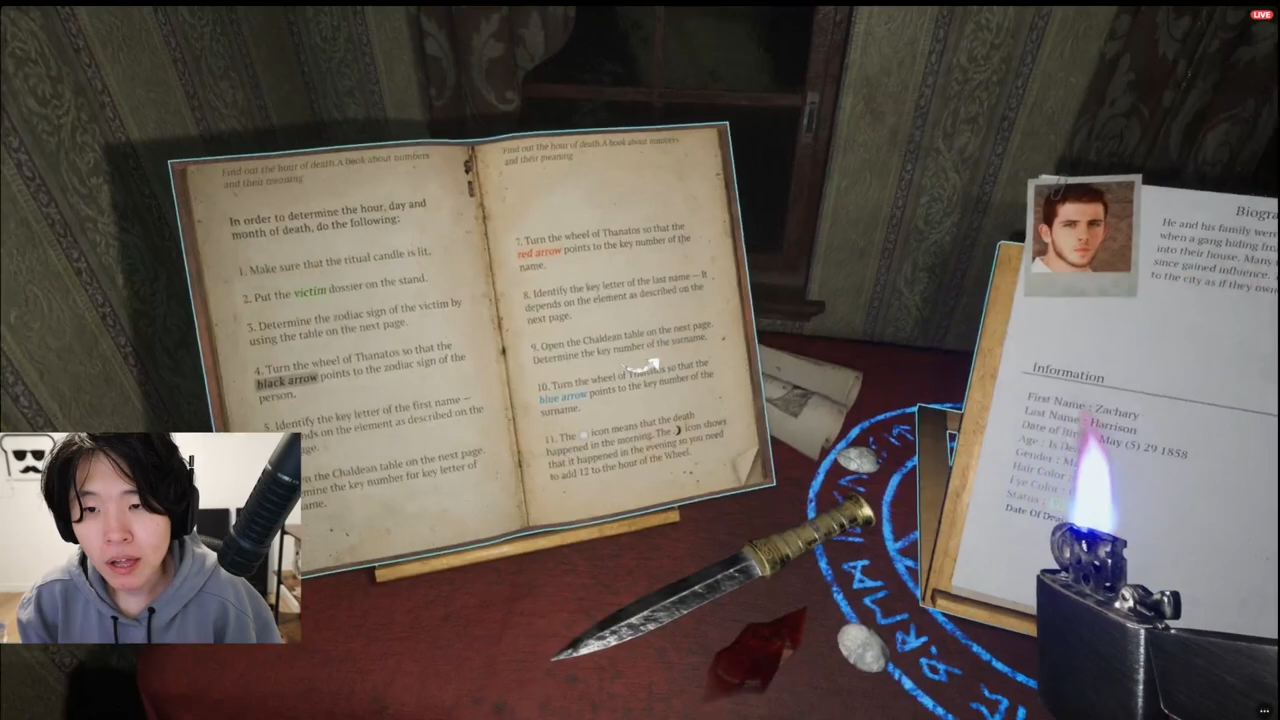 LIVE
Find out the hour of death.A book about numbers
and their meaning
In order to determine the hour, day and
month of death, do the following:
1. Make sure that the ritual candle is lit.
2. Put the victim dossier on the stand.
3. Determine the zodiac sign of the victim by
using the table on the next page.
4. Turn the wheel of Thanatos so that the
black arrow points to the zodiac sign of the
person.
5. Identify the key letter of the first name –
nds on the element as described on the
ge.
n the Chaldean table on the next page.
mine the key number for key letter of
ame.
Find out the hour of death.A book about numbers
and their meaning
7. Turn the wheel of Thanatos so that the
red arrow points to the key number of the
name.
8. Identify the key letter of the last name – It
depends on the element as described on the
next page.
9. Open the Chaldean table on the next page.
Determine the key number of the surname.
10. Turn the wheel of Thanatos so that the
blue arrow points to the key number of the
surname.
11. The icon means that the death
happened in the morning. The icon shows
that it happened in the evening so you need
to add 12 to the hour of the Wheel.
Biogra
He and his family were
when a gang hiding fr
into their house. Many
since gained influence.
to the city as if they own
Information
First Name : Zachary
Last Name : Harrison
Date of Bir May (5) 29 1858
Age : Is
Gender : M
Hair Color :
Eye Color :
Status :
Date Of Dea